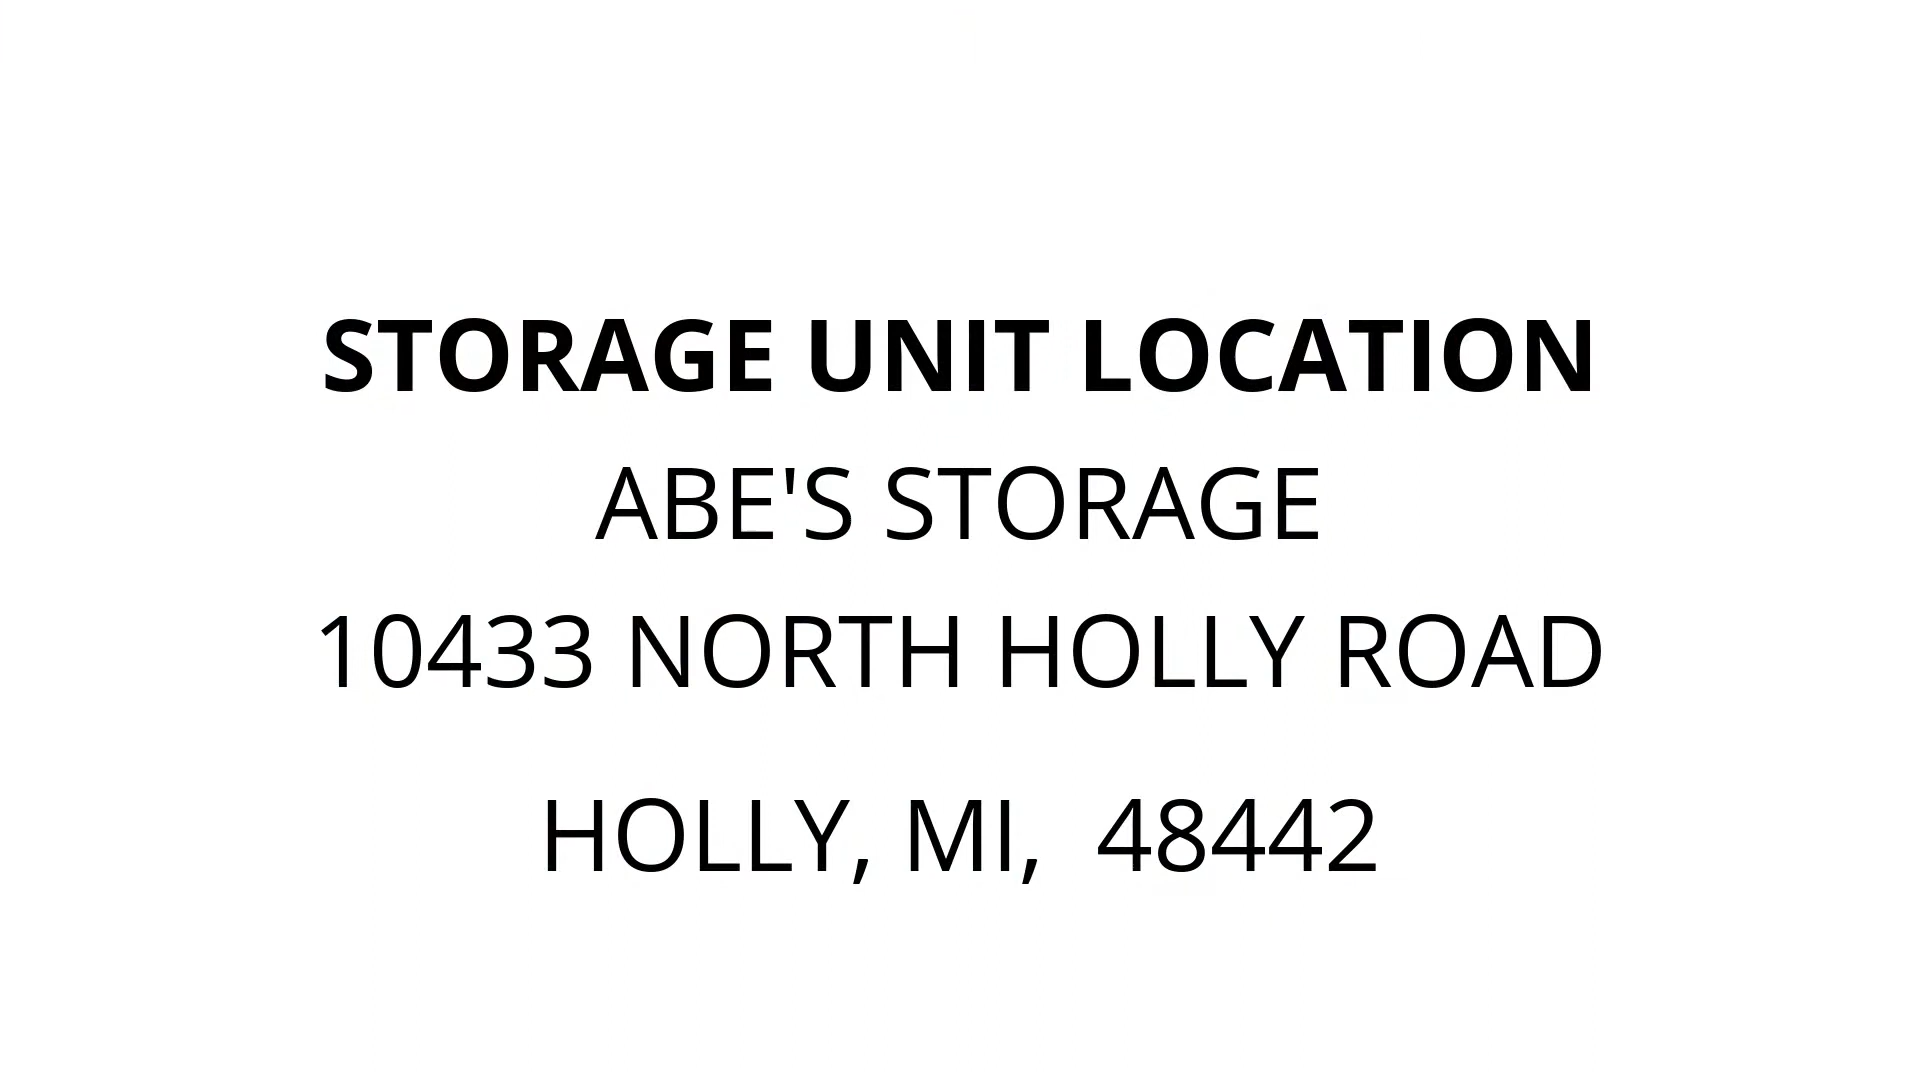 STORAGE UNIT LOCATION
ABE'S STORAGE
10433 NORTH HOLLY ROAD
HOLLY, MI,  48442